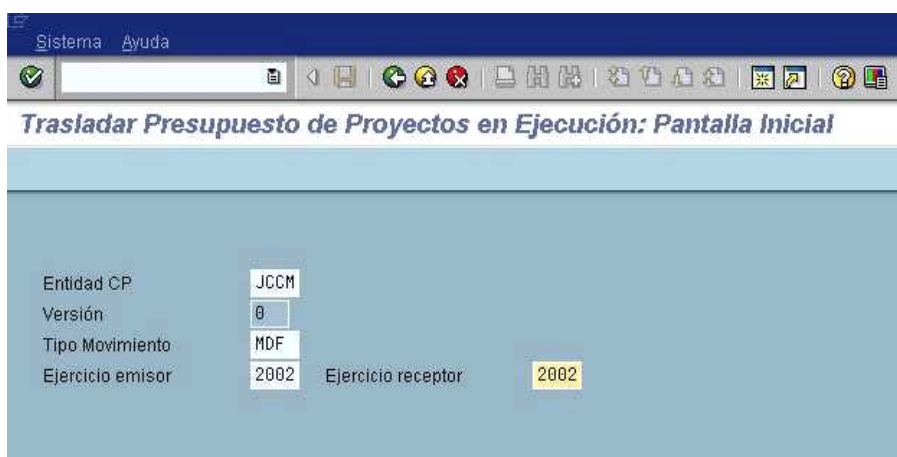 Sistema Ayuda
Trasladar Presupuesto de Proyectos en Ejecución: Pantalla Inicial
Entidad CP JCCM
Versión 0
Tipo Movimiento MDF
Ejercicio emisor 2002 Ejercicio receptor 2002